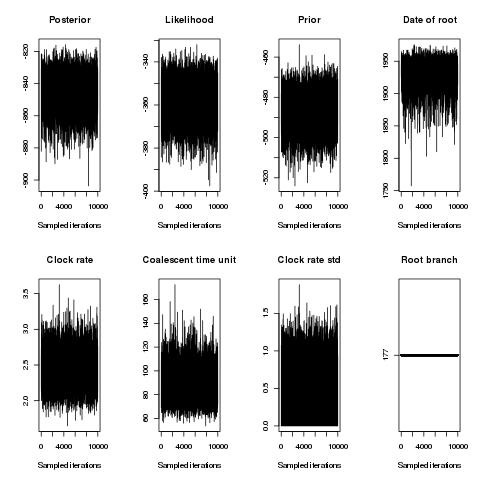 Posterior
Likelihood
Prior
Date of root
-820
-840
-860
-880
-900
0 4000 10000
Sampled iterations
-340
-360
-380
-400
0 4000 10000
Sampled iterations
-460
-480
-500
-520
0 4000 10000
Sampled iterations
1950
1900
1850
1800
1750
0 4000 10000
Sampled iterations
Clock rate
Coalescent time unit
Clock rate std
Root branch
3.5
3.0
2.5
2.0
0 4000 10000
Sampled iterations
160
140
120
100
80
60
0 4000 10000
Sampled iterations
1.5
1.0
0.5
0.0
0 4000 10000
Sampled iterations
177
0 4000 10000
Sampled iterations